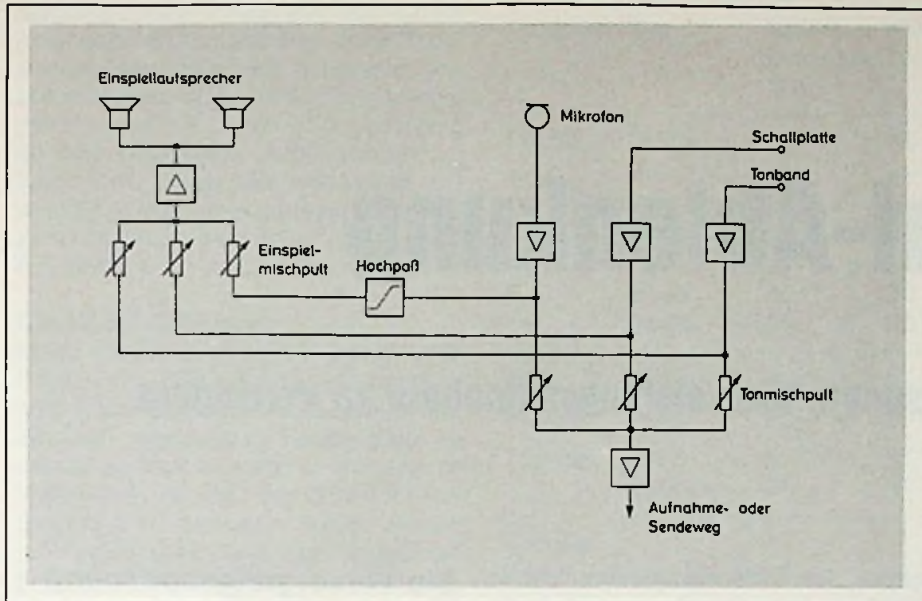 Einspiellautsprecher
Mikrofon
Schallplatte
Tonband
Einspiel-
mischpult
Hochpaß
Tonmischpult
Aufnahme- oder
Sendeweg